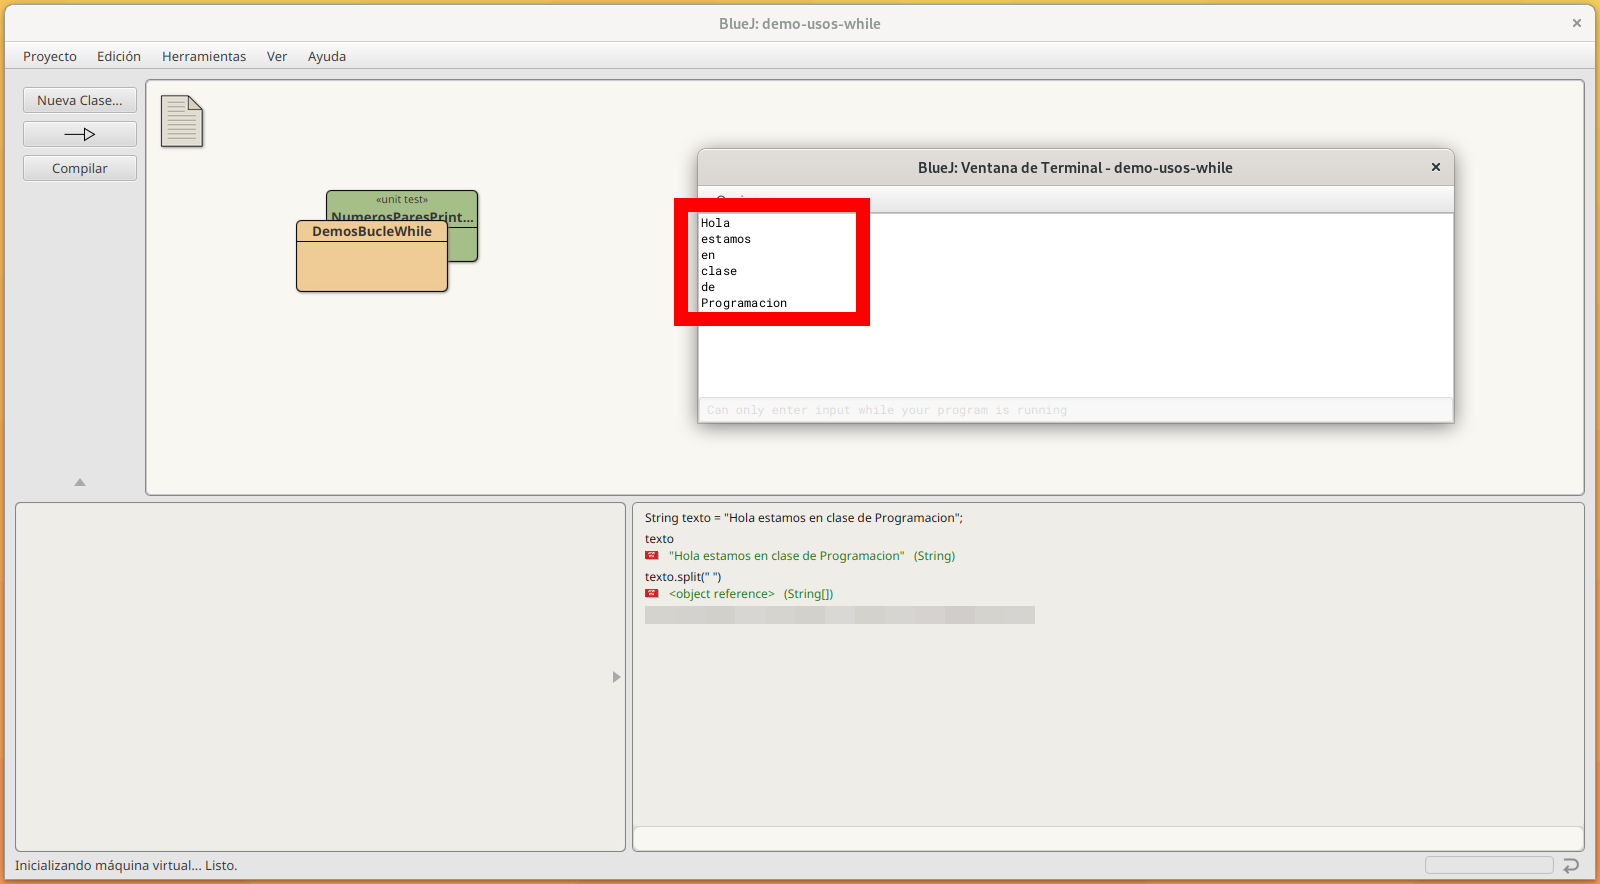 BlueJ: demo-usos-while
Proyecto Edición Herramientas Ver Ayuda
Nueva Clase...
Compilar
«unit test»
NumerosParesPrint...
DemosBucleWhile
BlueJ: Ventana de Terminal - demo-usos-while
Hola
estamos
en
clase
de
Programacion
Can only enter input while your program is running
String texto = "Hola estamos en clase de Programacion";
texto
"Hola estamos en clase de Programacion" (String)
texto.split(" ")
<object reference> (String[])
Inicializando máquina virtual... Listo.